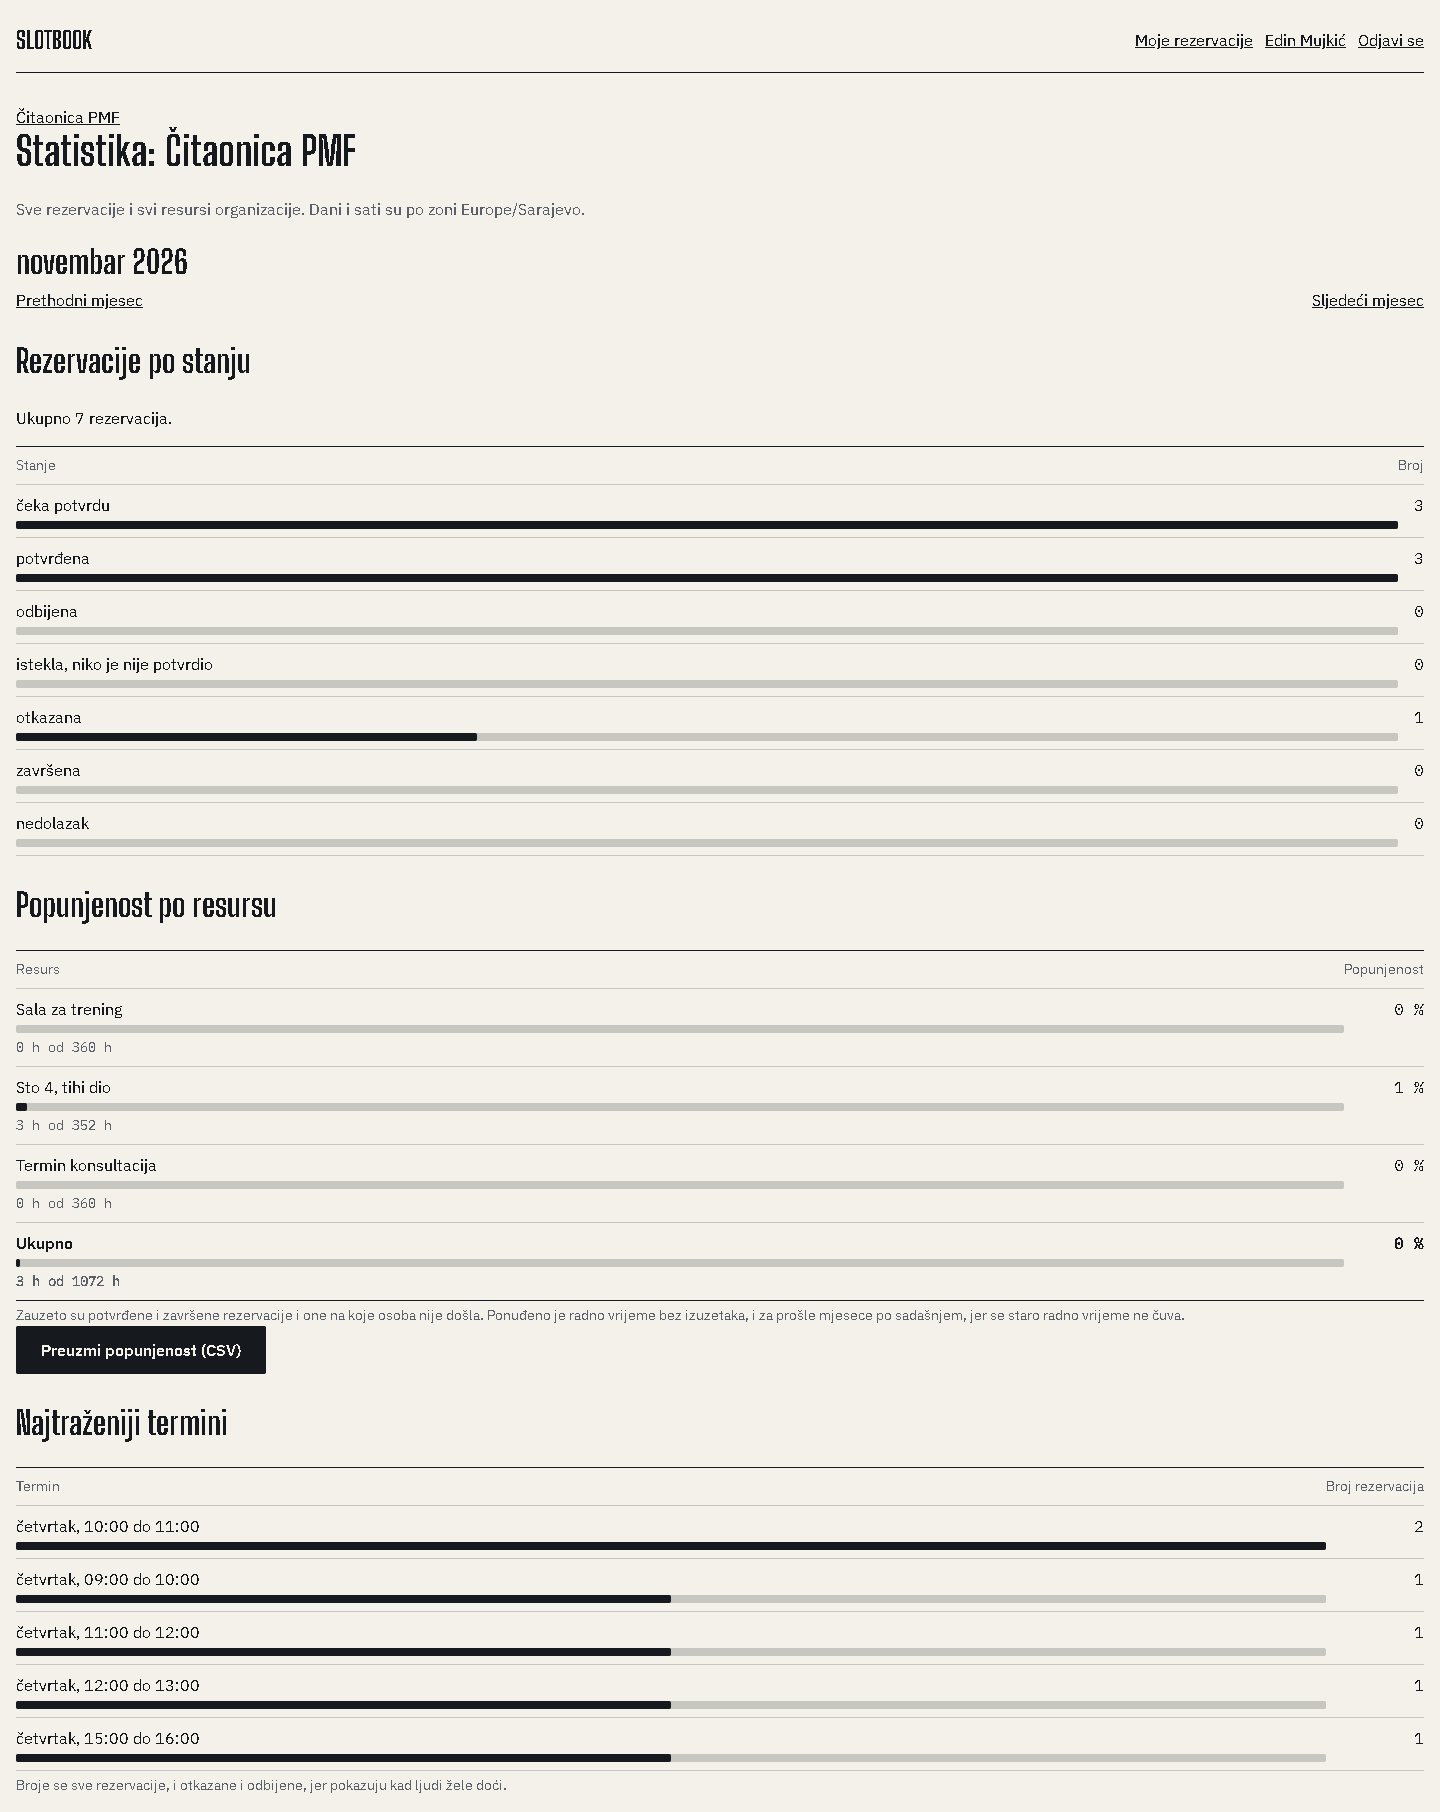 SLOTBOOK
Moje rezervacije Edin Mujkić Odjavi se
Čitaonica PMF
Statistika: Čitaonica PMF
Sve rezervacije i svi resursi organizacije. Dani i sati su po zoni Europe/Sarajevo.
novembar 2026
Prethodni mjesec Sljedeći mjesec
Rezervacije po stanju
Ukupno 7 rezervacija.
Stanje Broj
čeka potvrdu 3
potvrđena 3
odbijena 0
istekla, niko je nije potvrdio 0
otkazana 1
završena 0
nedolazak 0
Popunjenost po resursu
Resurs Popunjenost
Sala za trening 0 %
0 h od 360 h
Sto 4, tihi dio 1 %
3 h od 352 h
Termin konsultacija 0 %
0 h od 360 h
Ukupno 0 %
3 h od 1072 h
Zauzeto su potvrđene i završene rezervacije i one na koje osoba nije došla. Ponuđeno je radno vrijeme bez izuzetaka, i za prošle mjesece po sadašnjem, jer se staro radno vrijeme ne čuva.
Preuzmi popunjenost (CSV)
Najtraženiji termini
Termin Broj rezervacija
četvrtak, 10:00 do 11:00 2
četvrtak, 09:00 do 10:00 1
četvrtak, 11:00 do 12:00 1
četvrtak, 12:00 do 13:00 1
četvrtak, 15:00 do 16:00 1
Broje se sve rezervacije, i otkazane i odbijene, jer pokazuju kad ljudi žele doći.